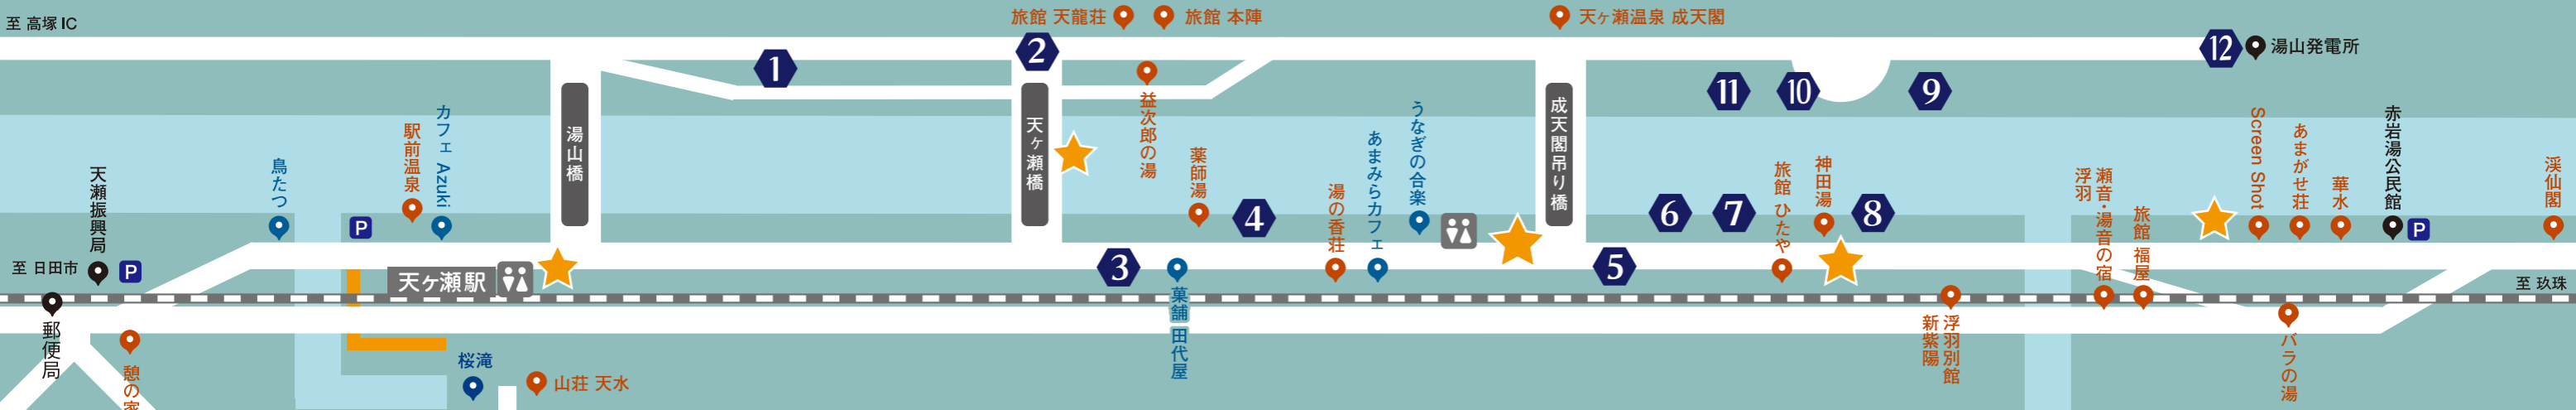 至 高塚 IC
旅館 天龍荘
旅館 本陣
天ヶ瀬温泉 成天閣
1
2
12
湯山発電所
益次郎の湯
11
10
9
天瀬振興局
鳥たつ
駅前温泉
カフェ Azuki
湯山橋
天ヶ瀬橋
薬師湯
4
湯の香荘
あまみらカフェ
うなぎの合楽
成天閣吊り橋
6
7
旅館 ひたや
神田湯
8
浮羽
瀬音・湯音の宿
旅館 福屋
Screen Shot
あまがせ荘
華水
赤岩湯公民館
P
渓仙閣
至 日田市
P
P
天ヶ瀬駅
3
5
至 玖珠
郵便局
憩の家
桜滝
山荘 天水
菓舗 田代屋
浮羽別館
新紫陽
バラの湯